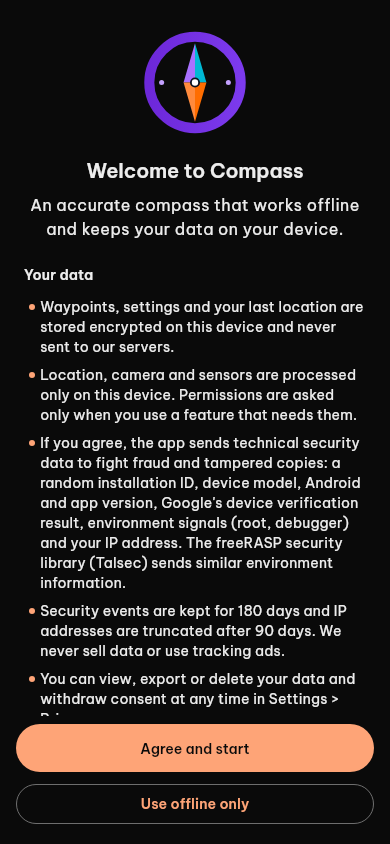 Welcome to Compass
An accurate compass that works offline
and keeps your data on your device.
Your data
Waypoints, settings and your last location are
stored encrypted on this device and never
sent to our servers.
Location, camera and sensors are processed
only on this device. Permissions are asked
only when you use a feature that needs them.
If you agree, the app sends technical security
data to fight fraud and tampered copies: a
random installation ID, device model, Android
and app version, Google's device verification
result, environment signals (root, debugger)
and your IP address. The freeRASP security
library (Talsec) sends similar environment
information.
Security events are kept for 180 days and IP
addresses are truncated after 90 days. We
never sell data or use tracking ads.
You can view, export or delete your data and
withdraw consent at any time in Settings >
Agree and start
Use offline only